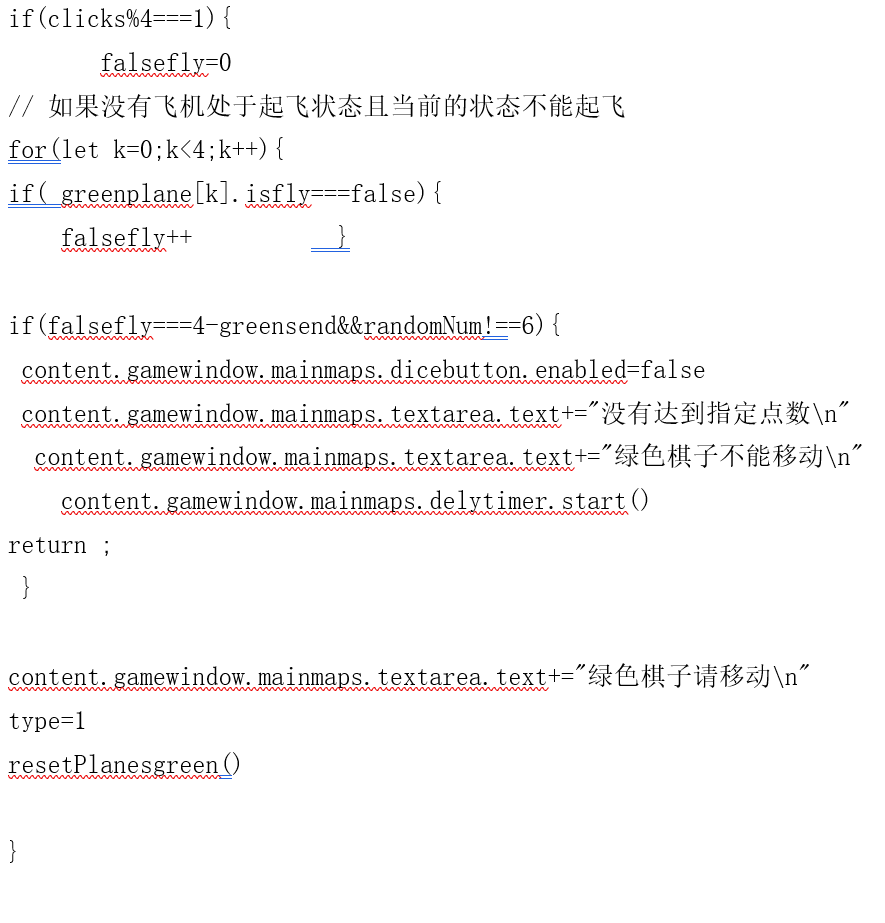 if(clicks%4===1){
falsefly=0
// 如果没有飞机处于起飞状态且当前的状态不能起飞
for(let k=0;k<4;k++){
if( greenplane[k].isfly===false){
falsefly++ }
if(falsefly===4-greensend&&randomNum!==6){
content.gamewindow.mainmaps.dicebutton.enabled=false
content.gamewindow.mainmaps.textarea.text+="没有达到指定点数\n"
content.gamewindow.mainmaps.textarea.text+="绿色棋子不能移动\n"
content.gamewindow.mainmaps.delytimer.start()
return ;
}
content.gamewindow.mainmaps.textarea.text+="绿色棋子请移动\n"
type=1
resetPlanesgreen()
}